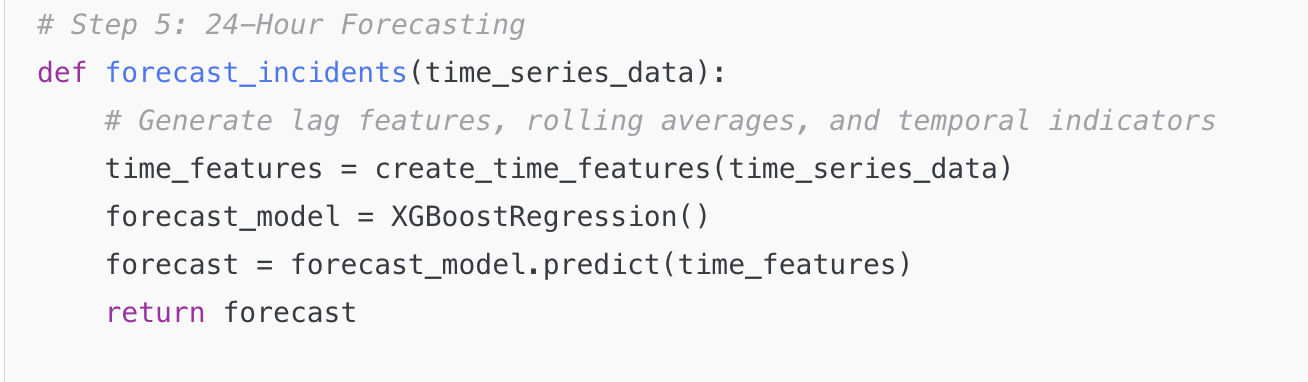 # Step 5: 24-Hour Forecasting
def forecast_incidents(time_series_data):
    # Generate lag features, rolling averages, and temporal indicators
    time_features = create_time_features(time_series_data)
    forecast_model = XGBoostRegression()
    forecast = forecast_model.predict(time_features)
    return forecast